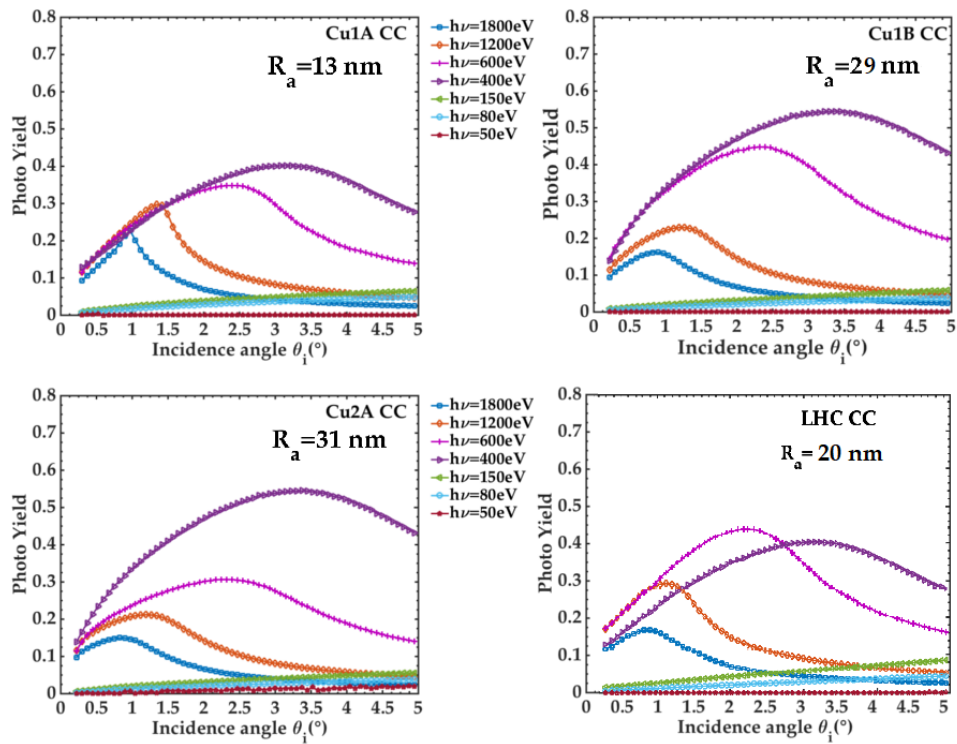 Cu1A CC
R_a=13 nm
Photo Yield
0.8
0.7
0.6
0.5
0.4
0.3
0.2
0.1
0
0 0.5 1 1.5 2 2.5 3 3.5 4 4.5 5
Incidence angle θ_i(°)
hν=1800eV
hν=1200eV
hν=600eV
hν=400eV
hν=150eV
hν=80eV
hν=50eV
Cu1B CC
R_a=29 nm
Photo Yield
0.8
0.7
0.6
0.5
0.4
0.3
0.2
0.1
0
0 0.5 1 1.5 2 2.5 3 3.5 4 4.5 5
Incidence angle θ_i(°)
Cu2A CC
R_a=31 nm
Photo Yield
0.8
0.7
0.6
0.5
0.4
0.3
0.2
0.1
0
0 0.5 1 1.5 2 2.5 3 3.5 4 4.5 5
Incidence angle θ_i(°)
hν=1800eV
hν=1200eV
hν=600eV
hν=400eV
hν=150eV
hν=80eV
hν=50eV
LHC CC
R_a= 20 nm
Photo Yield
0.8
0.7
0.6
0.5
0.4
0.3
0.2
0.1
0
0 0.5 1 1.5 2 2.5 3 3.5 4 4.5 5
Incidence angle θ_i(°)